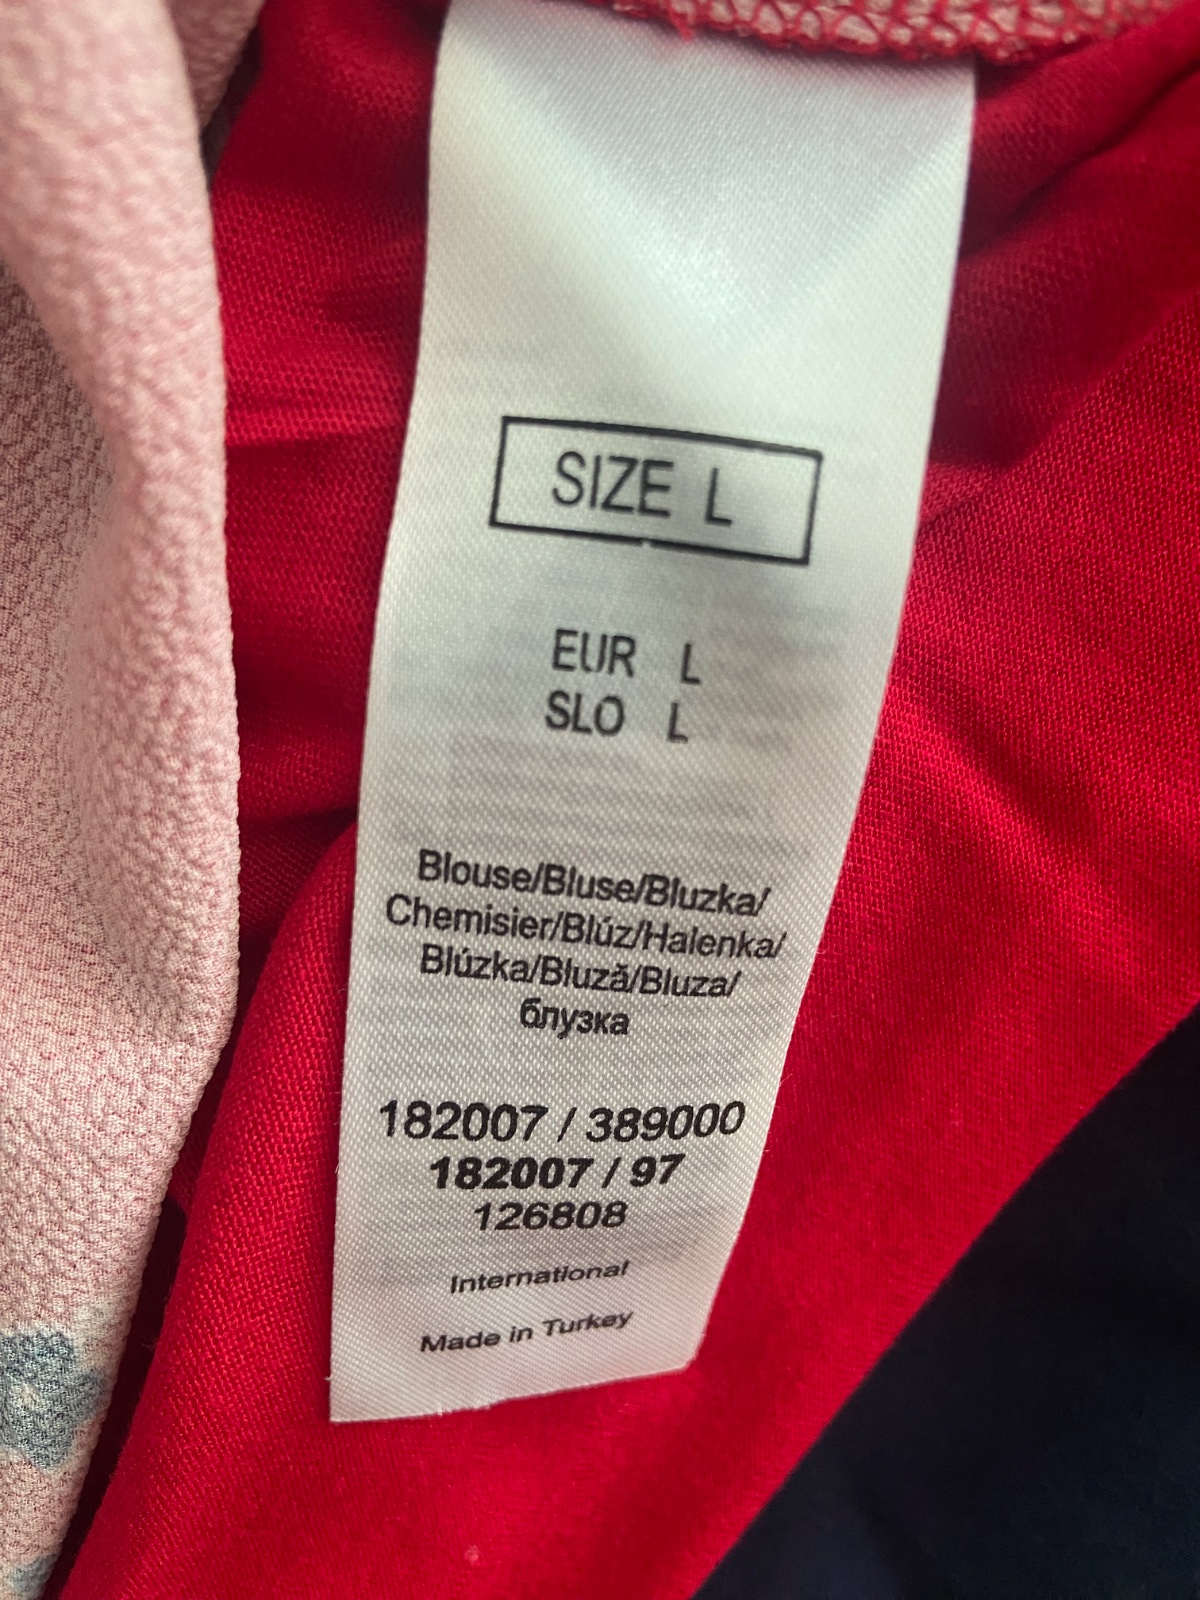 SIZE L
EUR L
SLO L
Blouse/Bluse/Bluzka/
Chemisier/Blúz/Halenka/
Blúzka/Bluză/Bluza/
блузка
182007 / 389000
182007 / 97
126808
International
Made in Turkey